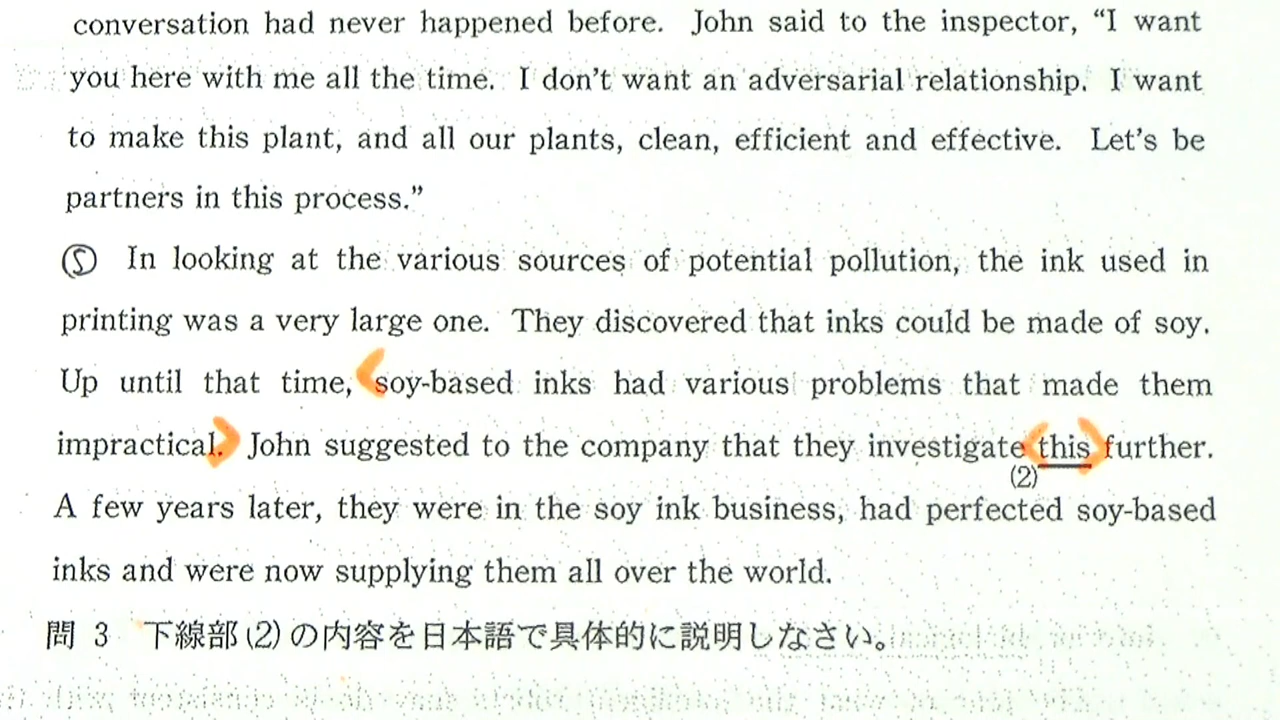 conversation had never happened before. John said to the inspector, “I want
you here with me all the time. I don’t want an adversarial relationship. I want
to make this plant, and all our plants, clean, efficient and effective. Let’s be
partners in this process.”
⑤ In looking at the various sources of potential pollution, the ink used in
printing was a very large one. They discovered that inks could be made of soy.
Up until that time, soy-based inks had various problems that made them
impractical. John suggested to the company that they investigate this further.
(2)
A few years later, they were in the soy ink business, had perfected soy-based
inks and were now supplying them all over the world.
問 3 下線部(2)の内容を日本語で具体的に説明しなさい。